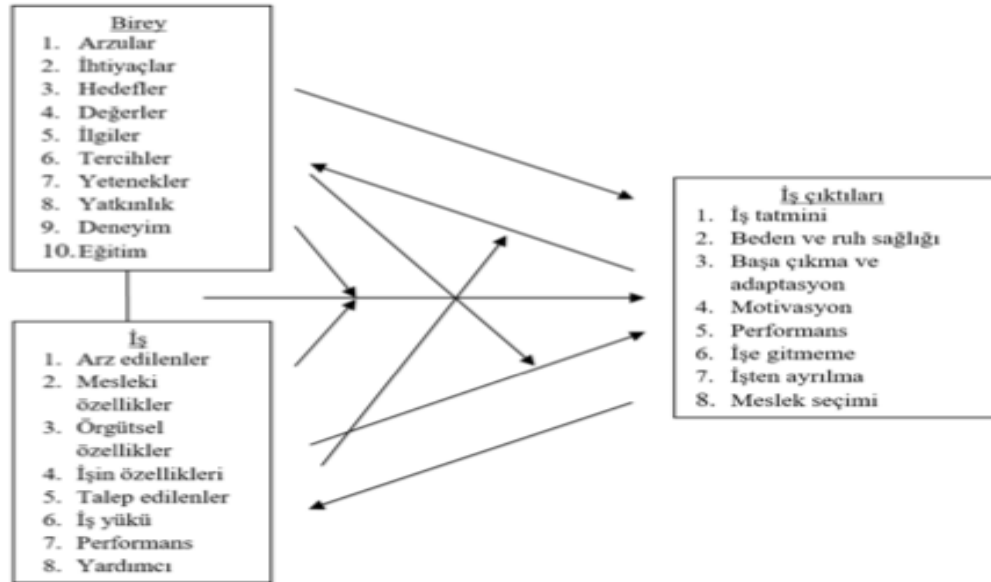 Birey
1. Arzular
2. İhtiyaçlar
3. Hedefler
4. Değerler
5. İlgiler
6. Tercihler
7. Yetenekler
8. Yatkınlık
9. Deneyim
10. Eğitim
İş
1. Arz edilenler
2. Mesleki
özellikler
3. Örgütsel
özellikler
4. İşin özellikleri
5. Talep edilenler
6. İş yükü
7. Performans
8. Yardımcı
İş çıktıları
1. İş tatmini
2. Beden ve ruh sağlığı
3. Başa çıkma ve
adaptasyon
4. Motivasyon
5. Performans
6. İşe gitmeme
7. İşten ayrılma
8. Meslek seçimi